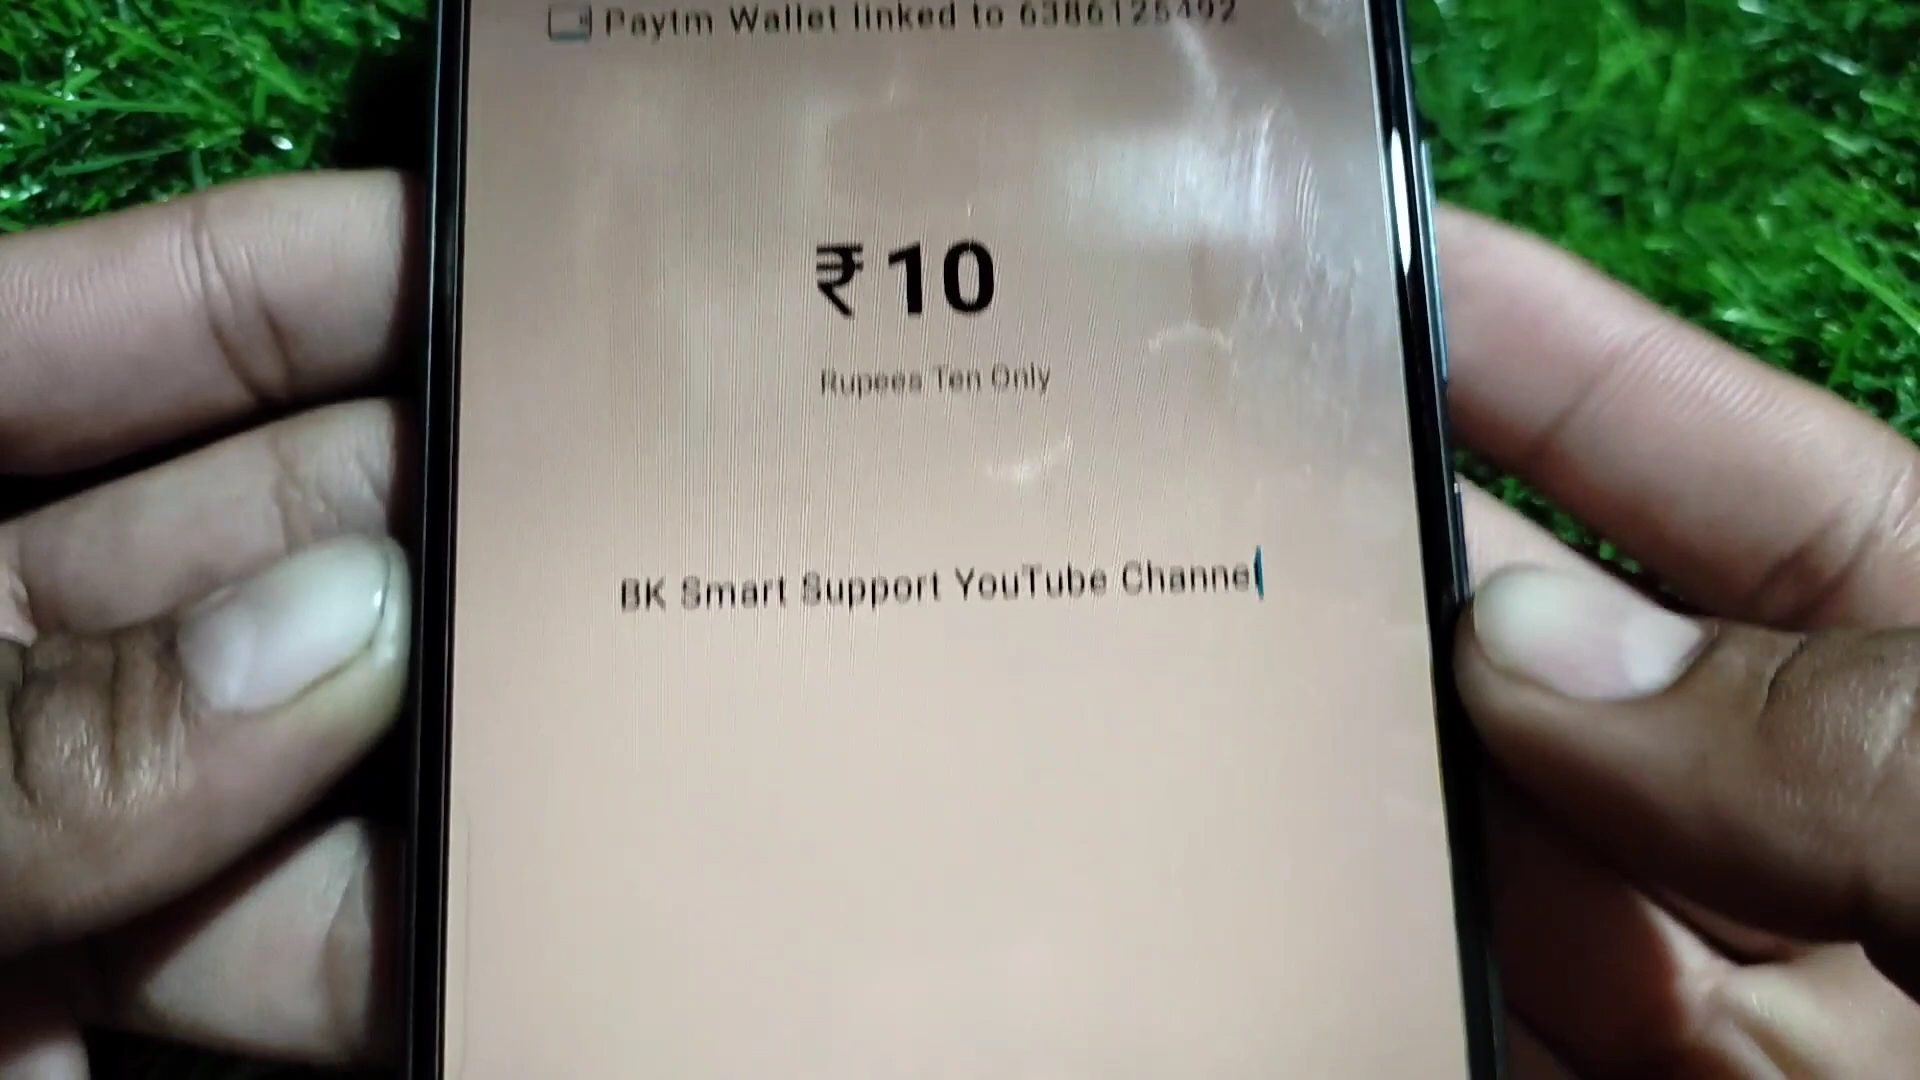 Paytm Wallet linked to 6386125492
₹10
Rupees Ten Only
BK Smart Support YouTube Channel